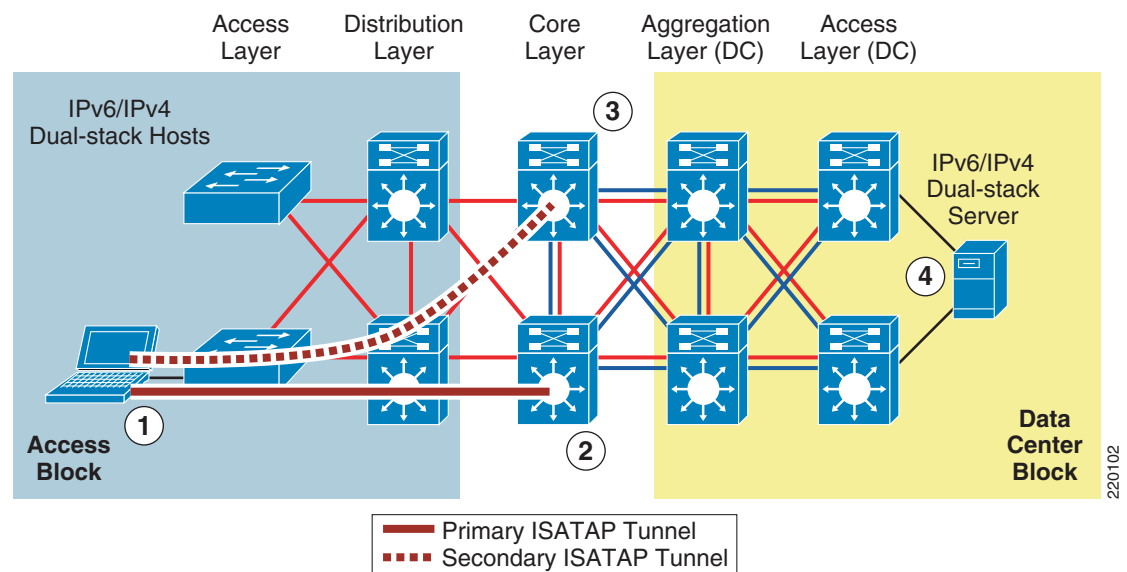 Access
Layer
Distribution
Layer
Core
Layer
Aggregation
Layer (DC)
Access
Layer (DC)
IPv6/IPv4
Dual-stack Hosts
3
IPv6/IPv4
Dual-stack
Server
4
1
Access
Block
2
Data
Center
Block
220102
Primary ISATAP Tunnel
Secondary ISATAP Tunnel